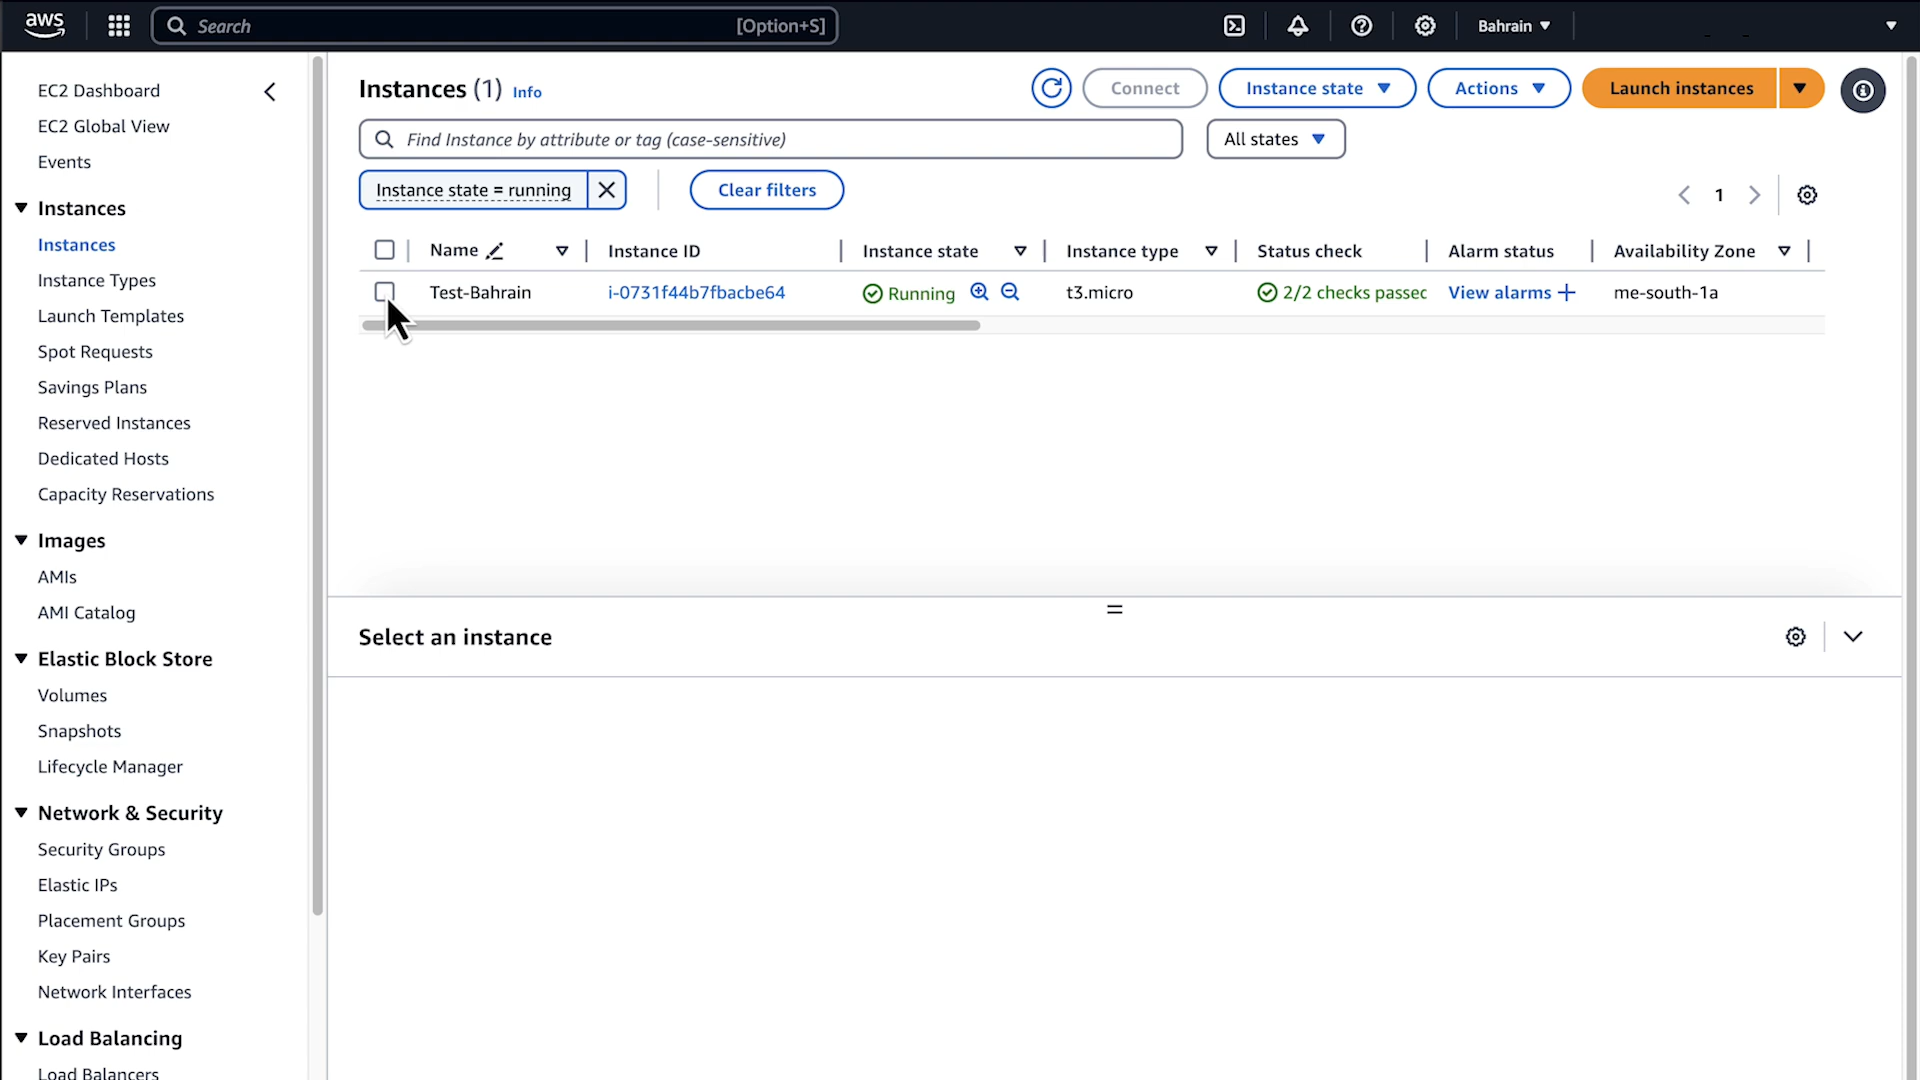 aws
Search [Option+S]
Bahrain
EC2 Dashboard
EC2 Global View
Events
Instances
Instances
Instance Types
Launch Templates
Spot Requests
Savings Plans
Reserved Instances
Dedicated Hosts
Capacity Reservations
Images
AMIs
AMI Catalog
Elastic Block Store
Volumes
Snapshots
Lifecycle Manager
Network & Security
Security Groups
Elastic IPs
Placement Groups
Key Pairs
Network Interfaces
Load Balancing
Load Balancers
Instances (1) Info
Connect
Instance state
Actions
Launch instances
Find Instance by attribute or tag (case-sensitive)
All states
Instance state = running
Clear filters
1
Name Instance ID Instance state Instance type Status check Alarm status Availability Zone
Test-Bahrain i-0731f44b7fbacbe64 Running t3.micro 2/2 checks passec View alarms me-south-1a
Select an instance